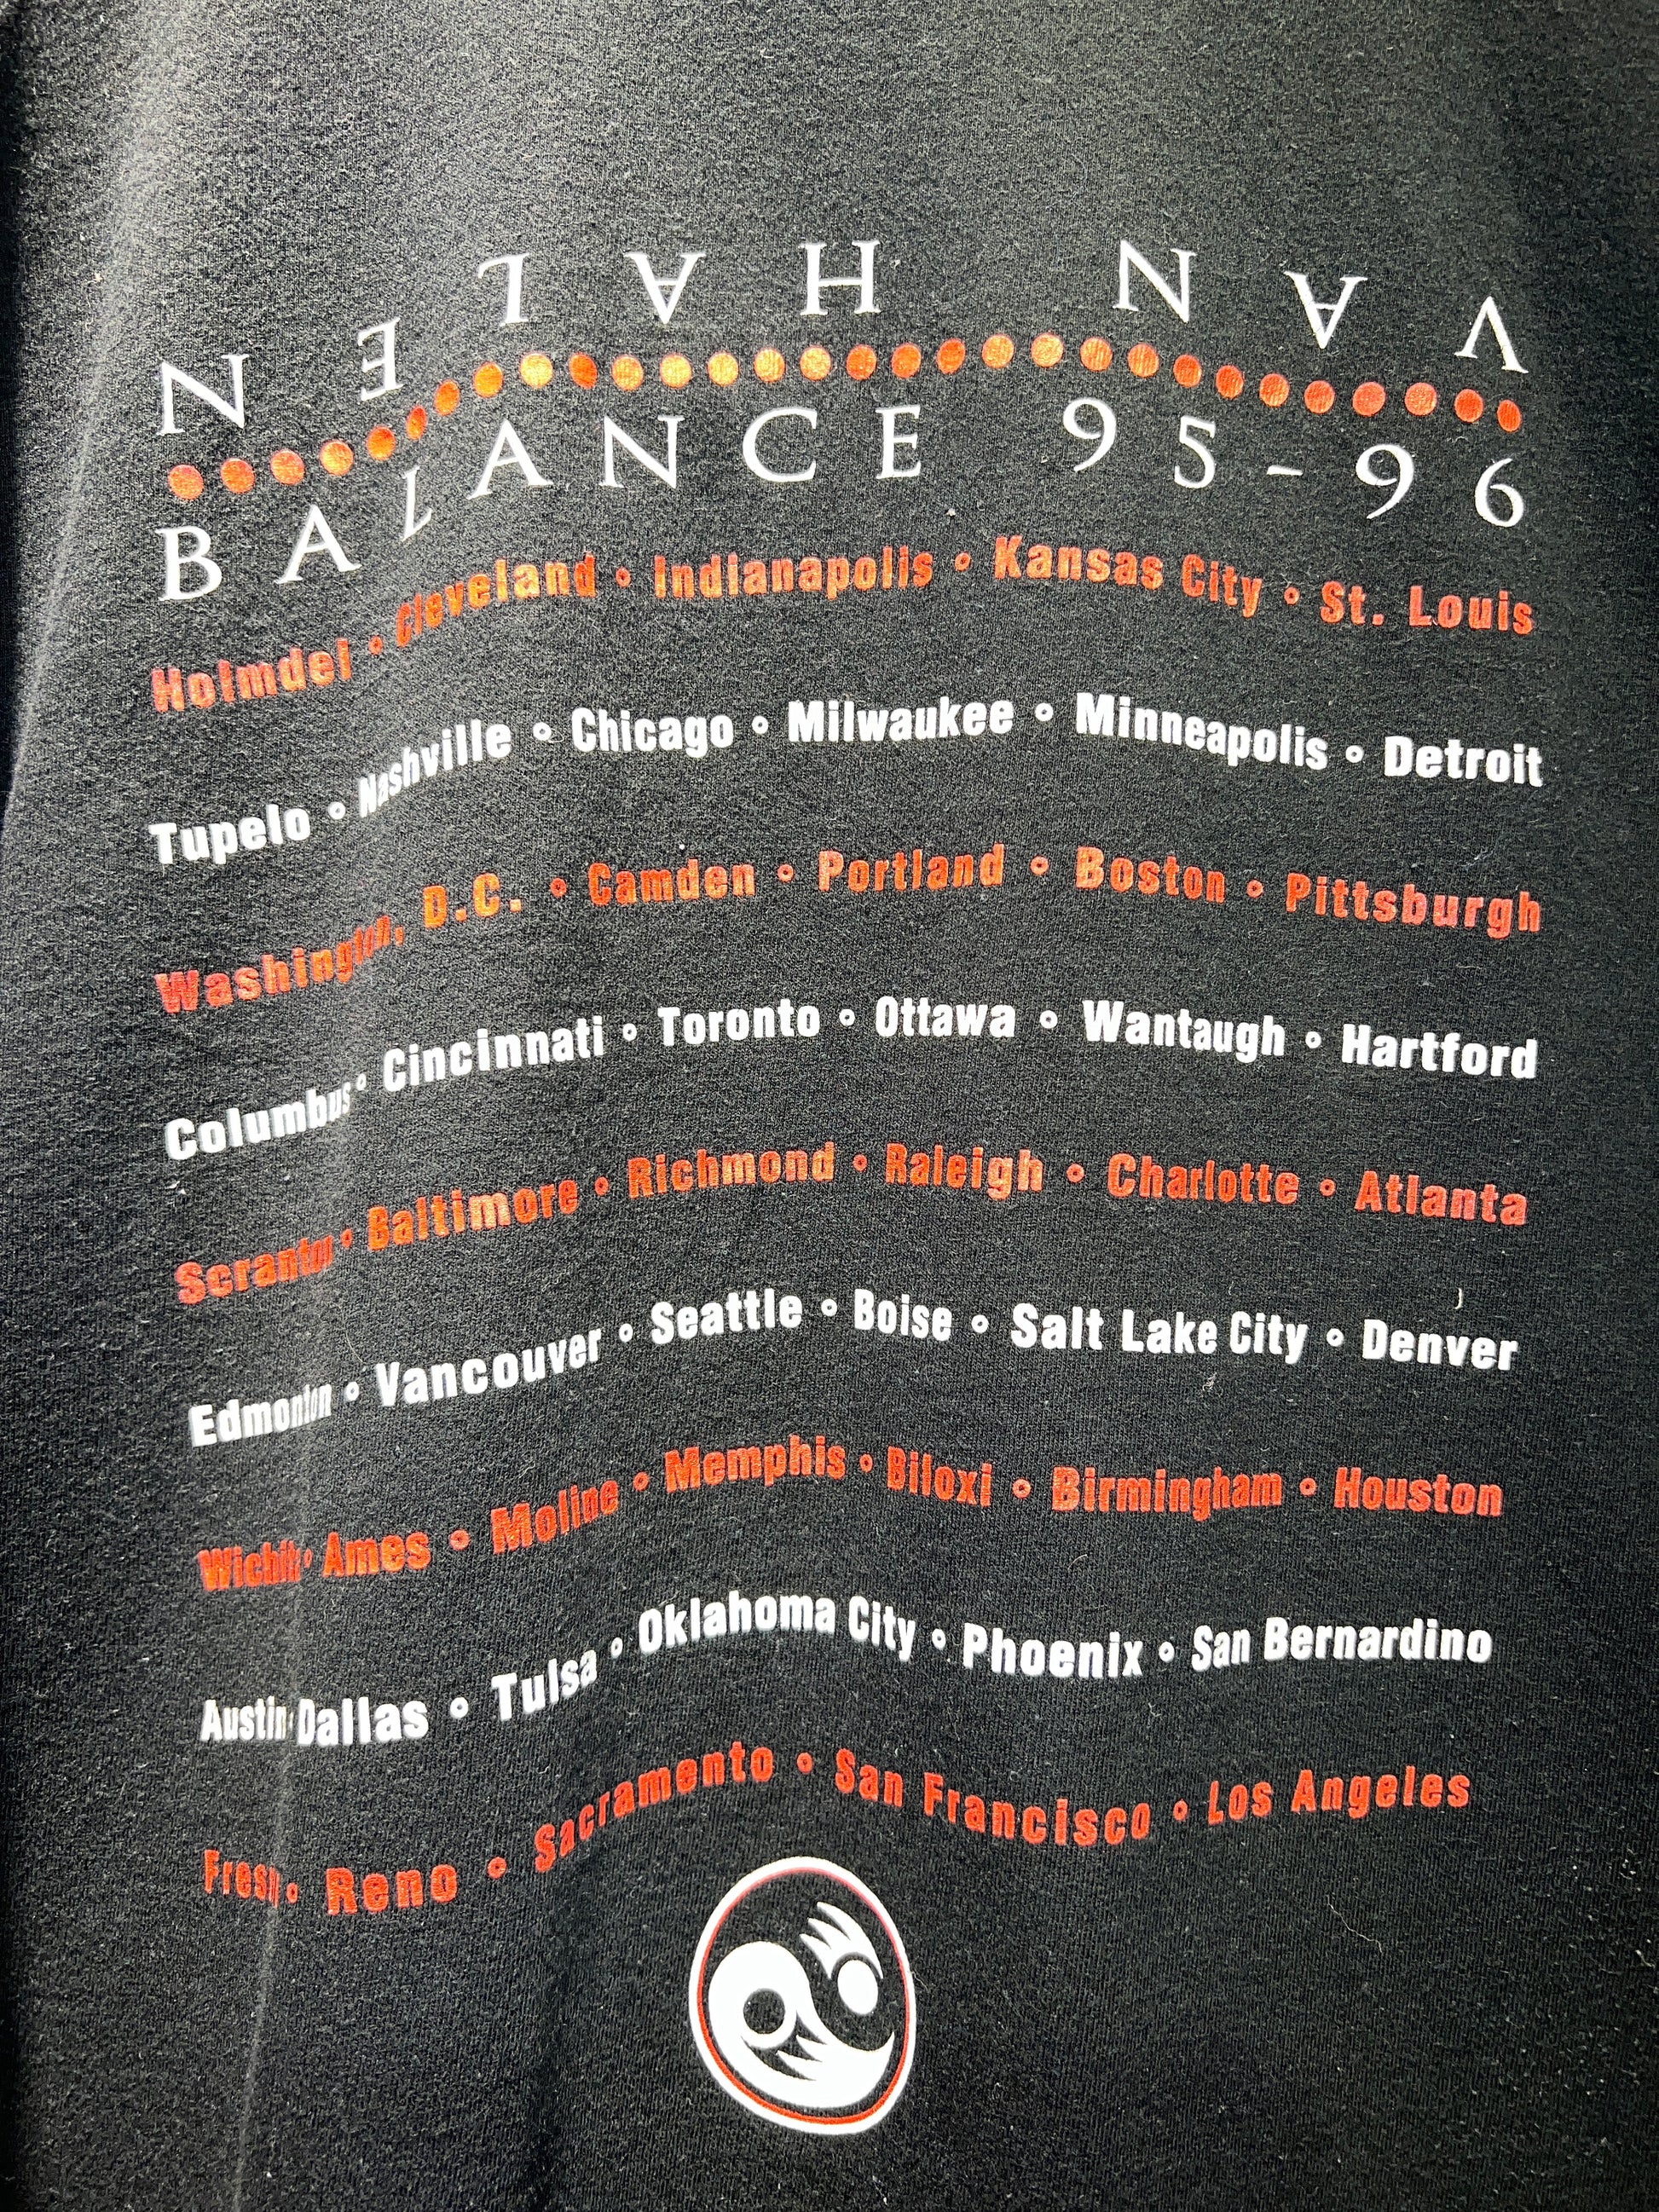 VAN HALEN
BALANCE 95-96
Holmdel • Cleveland • Indianapolis • Kansas City • St. Louis
Tupelo • Nashville • Chicago • Milwaukee • Minneapolis • Detroit
Washington, D.C. • Camden • Portland • Boston • Pittsburgh
Columbus • Cincinnati • Toronto • Ottawa • Wantaugh • Hartford
Scranton • Baltimore • Richmond • Raleigh • Charlotte • Atlanta
Edmonton • Vancouver • Seattle • Boise • Salt Lake City • Denver
Wichita • Ames • Moline • Memphis • Biloxi • Birmingham • Houston
Austin • Dallas • Tulsa • Oklahoma City • Phoenix • San Bernardino
Fresno • Reno • Sacramento • San Francisco • Los Angeles